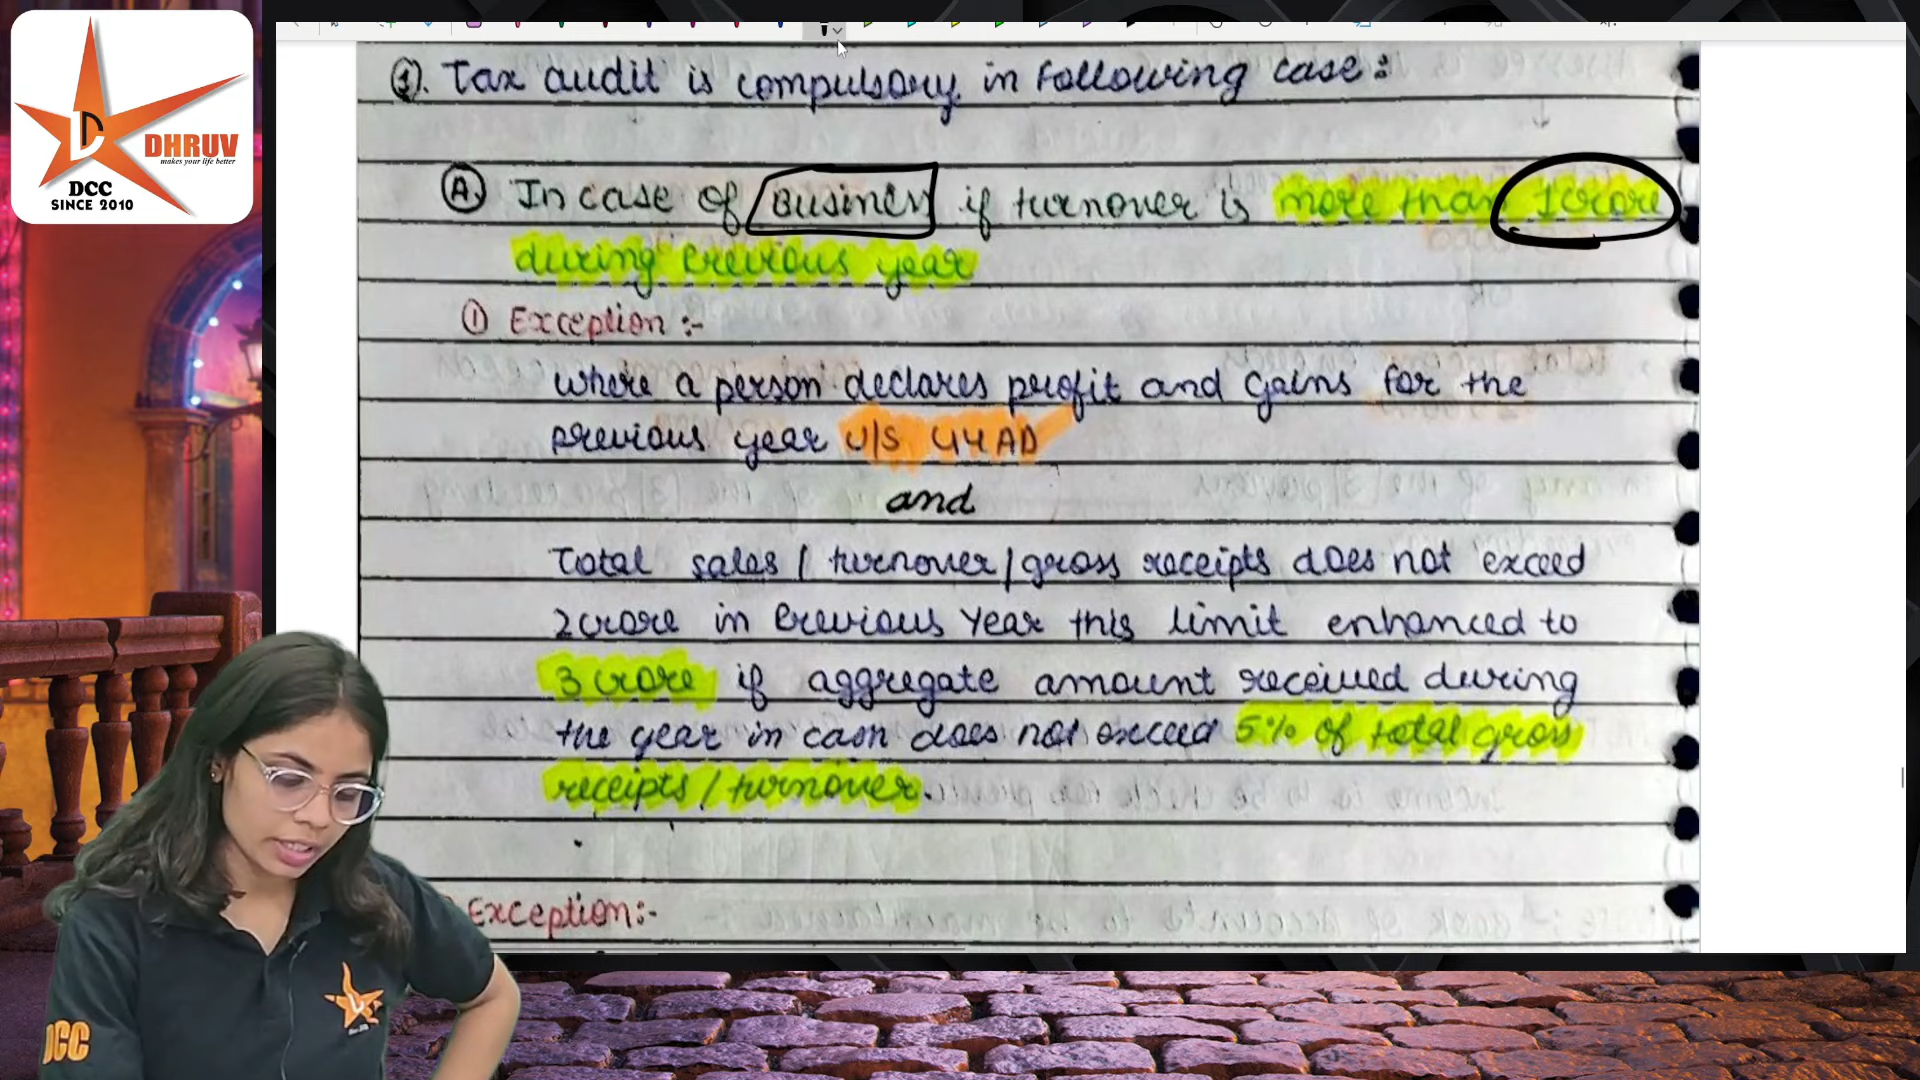 DHRUV
makes your life better
DCC
SINCE 2010
①. Tax audit is compulsory in following case:
Ⓐ In case of Business if turnover is more than 1 crore
during Previous year
① Exception :-
where a person declares profit and gains for the
previous year U/S 44AD
and
Total sales / turnover / gross receipts does not exceed
2 crore in Previous Year this limit enhanced to
3 crore if aggregate amount received during
the year in cash does not exceed 5% of total gross
receipts / turnover.
Exception:-
DCC